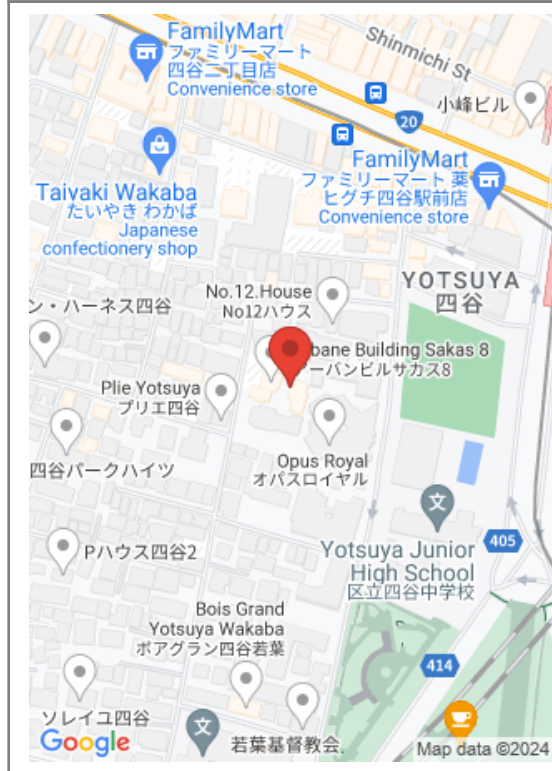 FamilyMart
ファミリーマート
四谷二丁目店
Convenience store
Shinmichi St
小峰ビル
20
Taiyaki Wakaba
たいやき わかば
Japanese
confectionery shop
FamilyMart
ファミリーマート 薬
ヒグチ四谷駅前店
Convenience store
YOTSUYA
四谷
No.12.House
No12ハウス
ン・ハーネス四谷
bane Building Sakas 8
ーバンビルサカス8
Plie Yotsuya
プリエ四谷
Opus Royal
オパスロイヤル
四谷パークハイツ
文
405
Pハウス四谷2
Yotsuya Junior
High School
区立四谷中学校
Bois Grand
Yotsuya Wakaba
ボアグラン四谷若葉
414
ソレイユ四谷
文
若葉基督教会
Google
Map data ©2024